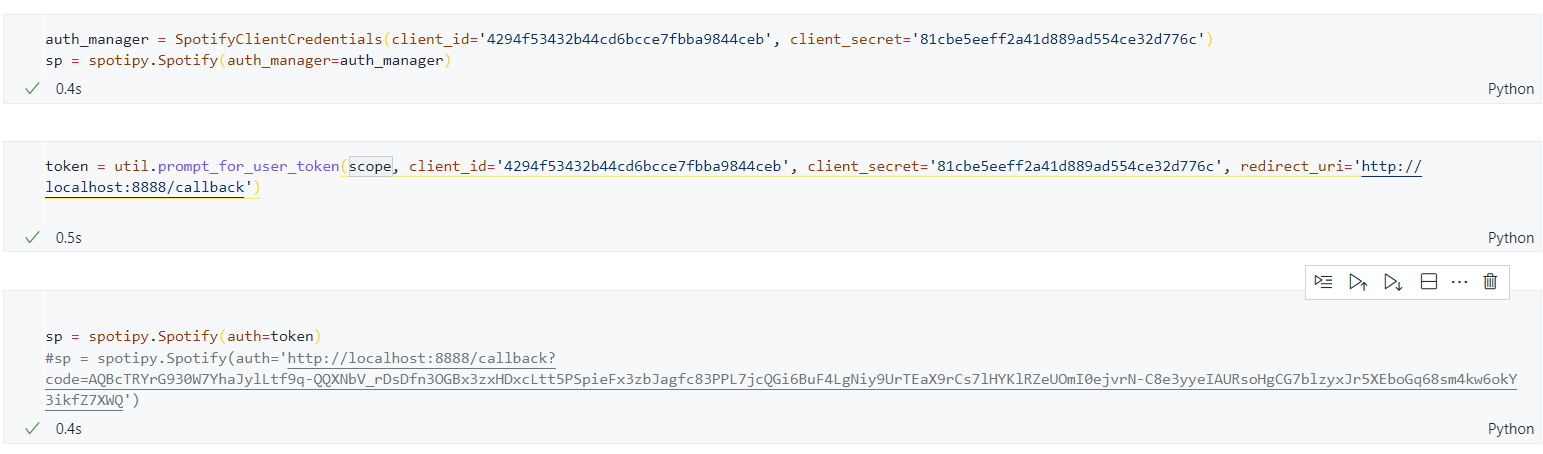 auth_manager = SpotifyClientCredentials(client_id='4294f53432b44cd6bcce7fbba9844ceb', client_secret='81cbe5eeff2a41d889ad554ce32d776c')
sp = spotipy.Spotify(auth_manager=auth_manager)
0.4s
Python
token = util.prompt_for_user_token(scope, client_id='4294f53432b44cd6bcce7fbba9844ceb', client_secret='81cbe5eeff2a41d889ad554ce32d776c', redirect_uri='http://
localhost:8888/callback')
0.5s
Python
sp = spotipy.Spotify(auth=token)
#sp = spotipy.Spotify(auth='http://localhost:8888/callback?
code=AQBcTRYrG930W7YhaJylLtf9q-QQXNbV_rDsDfn3OGBx3zxHDxcLtt5PSpieFx3zbJagfc83PPL7jcQGi6BuF4LgNiy9UrTEaX9rCs7lHYKlRZeUOmI0ejvrN-C8e3yyeIAURsoHgCG7blzyxJr5XEboGq68sm4kw6okY
3ikfZ7XWQ')
0.4s
Python